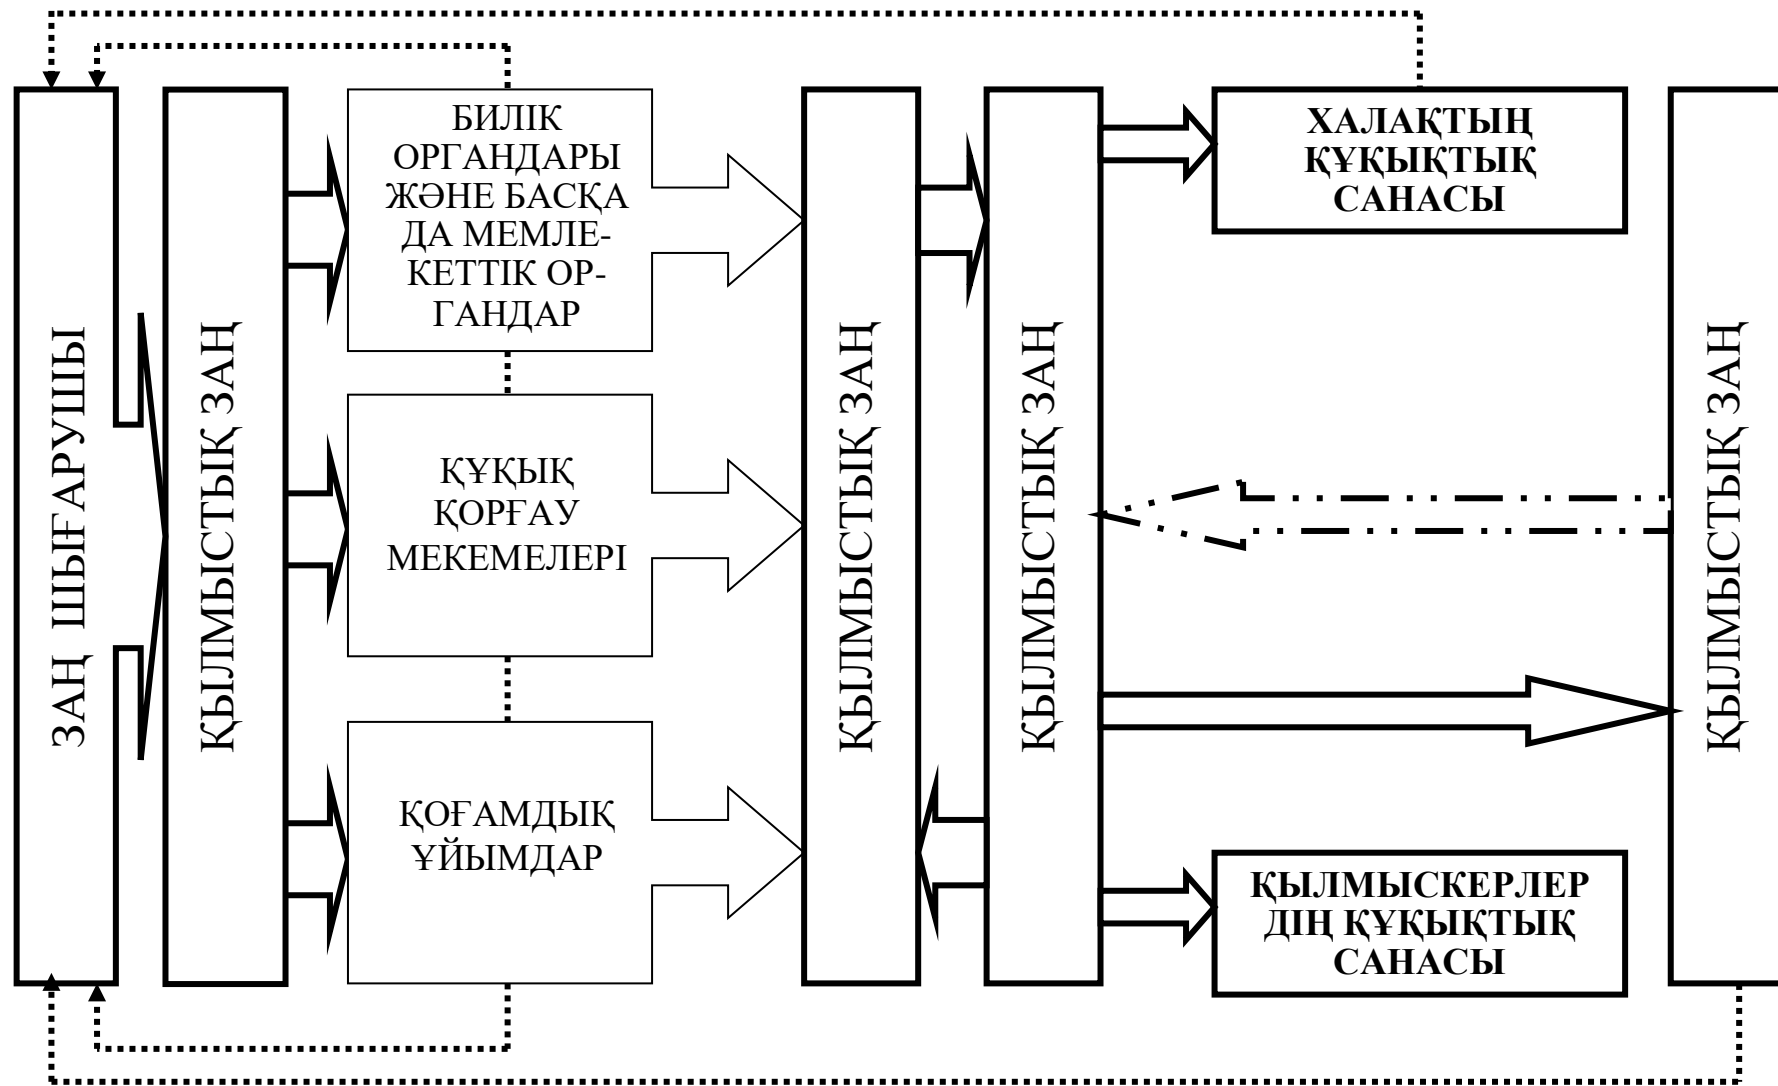 ЗАҢ ШЫҒАРУШЫ
ҚЫЛМЫСТЫҚ ЗАҢ
БИЛІК
ОРГАНДАРЫ
ЖӘНЕ БАСҚА
ДА МЕМЛЕ-
КЕТТІК ОР-
ГАНДАР
ҚҰҚЫҚ
ҚОРҒАУ
МЕКЕМЕЛЕРІ
ҚОҒАМДЫҚ
ҰЙЫМДАР
ҚЫЛМЫСТЫҚ ЗАҢ
ҚЫЛМЫСТЫҚ ЗАҢ
ХАЛАҚТЫҢ
ҚҰҚЫҚТЫҚ
САНАСЫ
ҚЫЛМЫСКЕРЛЕР
ДІҢ ҚҰҚЫҚТЫҚ
САНАСЫ
ҚЫЛМЫСТЫҚ ЗАҢ